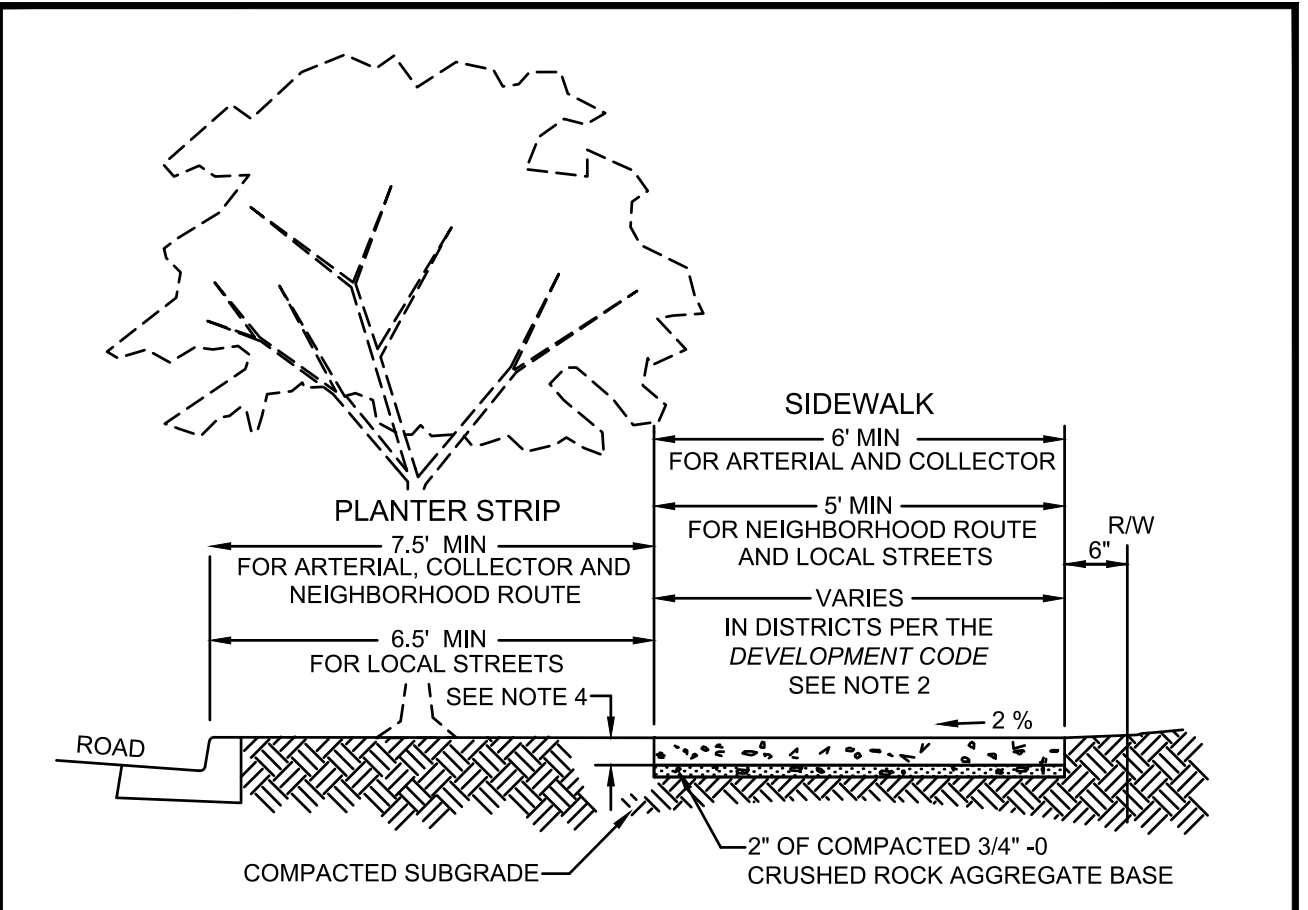 SIDEWALK
6' MIN
FOR ARTERIAL AND COLLECTOR
PLANTER STRIP
5' MIN
FOR NEIGHBORHOOD ROUTE
AND LOCAL STREETS
R/W
6"
7.5' MIN
FOR ARTERIAL, COLLECTOR AND
NEIGHBORHOOD ROUTE
VARIES
IN DISTRICTS PER THE
DEVELOPMENT CODE
SEE NOTE 2
6.5' MIN
FOR LOCAL STREETS
SEE NOTE 4
2 %
ROAD
COMPACTED SUBGRADE
2" OF COMPACTED 3/4" -0
CRUSHED ROCK AGGREGATE BASE